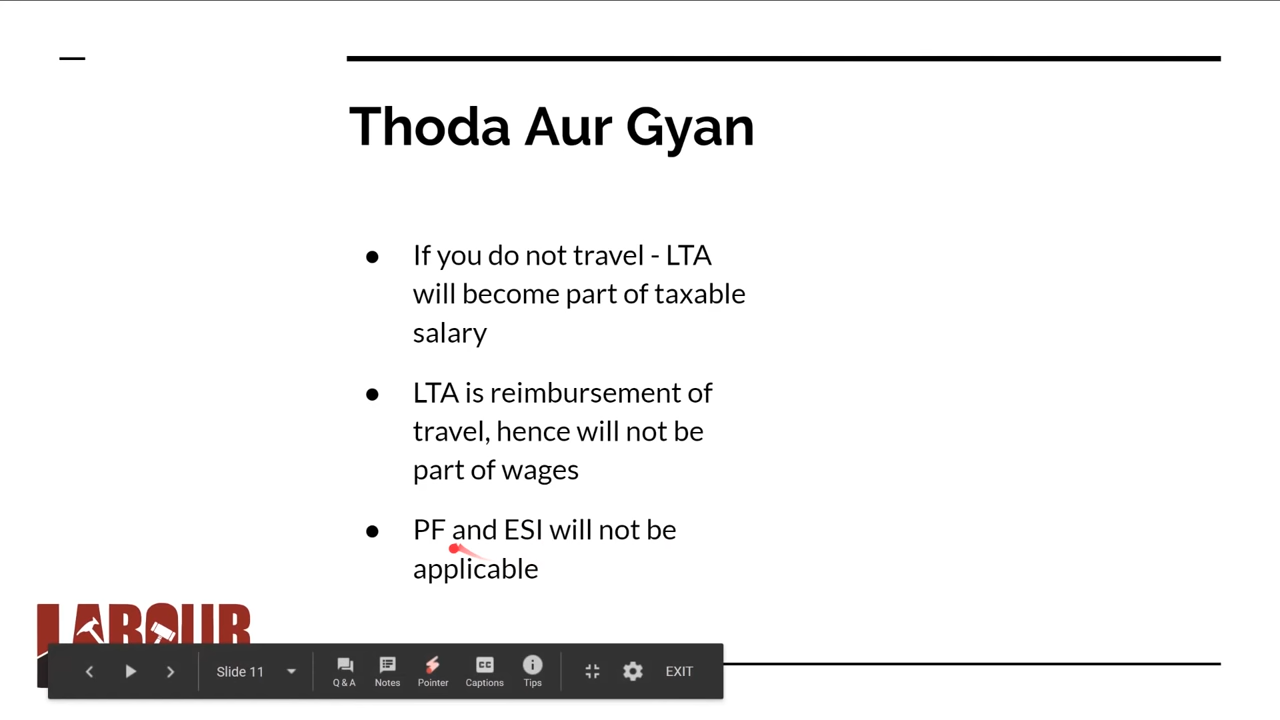 Thoda Aur Gyan
● If you do not travel - LTA
will become part of taxable
salary
● LTA is reimbursement of
travel, hence will not be
part of wages
● PF and ESI will not be
applicable
LABOUR
Slide 11
Q & A
Notes
Pointer
CC
Captions
Tips
EXIT